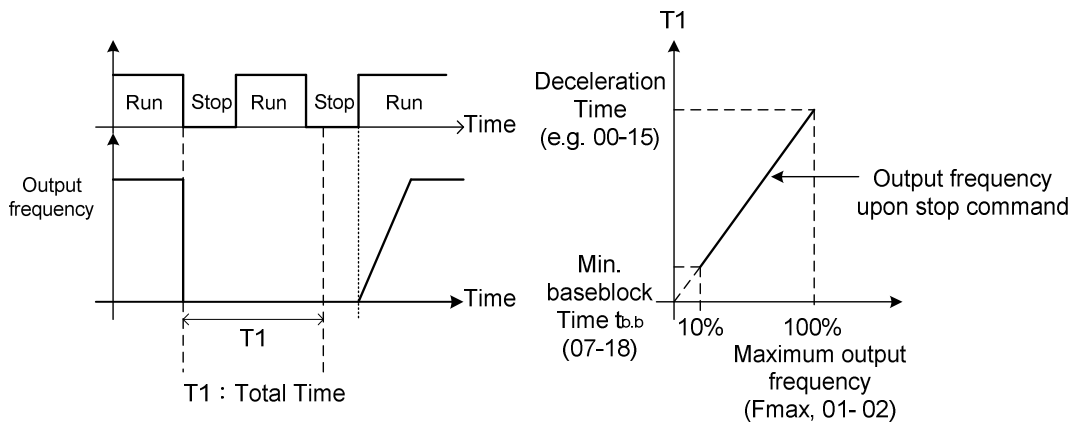 Run
Stop
Run
Stop
Run
Time
Output
frequency
Time
T1
T1 : Total Time
T1
Deceleration
Time
(e.g. 00-15)
Output frequency
upon stop command
Min.
baseblock
Time tb.b
(07-18)
10%
100%
Maximum output
frequency
(Fmax, 01- 02)